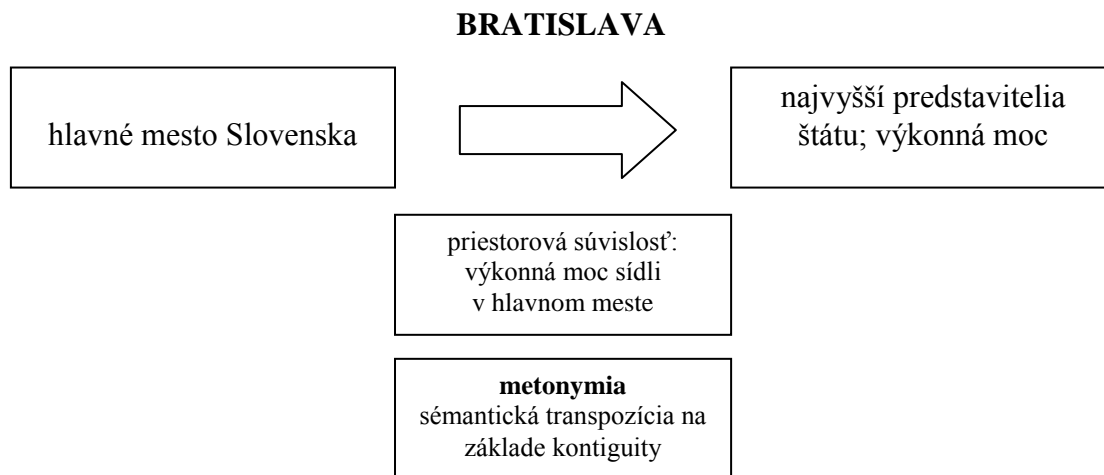 BRATISLAVA
hlavné mesto Slovenska
najvyšší predstavitelia
štátu; výkonná moc
priestorová súvislosť:
výkonná moc sídli
v hlavnom meste
metonymia
sémantická transpozícia na
základe kontiguity